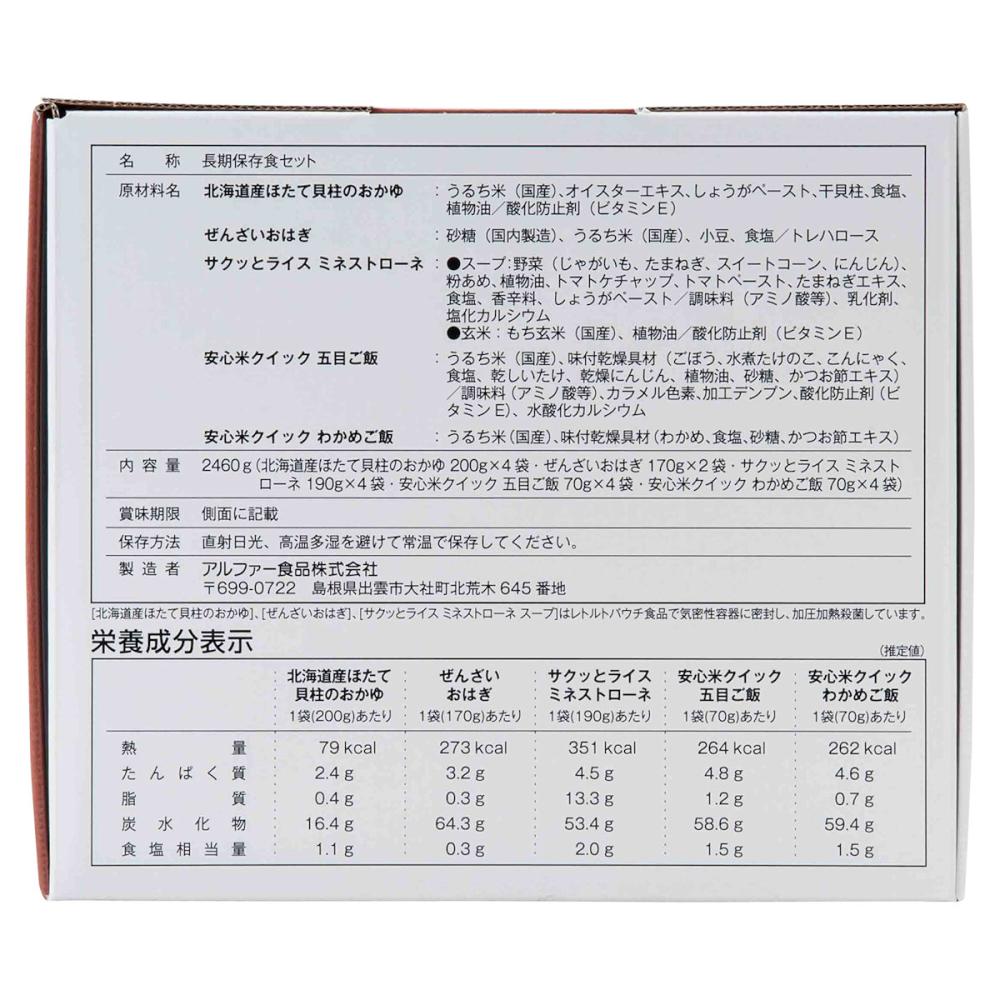 名称 長期保存食セット
原材料名 北海道産ほたて貝柱のおかゆ : うるち米（国産）、オイスターエキス、しょうがペースト、干貝柱、食塩、
植物油／酸化防止剤（ビタミンE）
ぜんざいおはぎ : 砂糖（国内製造）、うるち米（国産）、小豆、食塩／トレハロース
サクッとライス ミネストローネ : ●スープ：野菜（じゃがいも、たまねぎ、スイートコーン、にんじん）、
粉あめ、植物油、トマトケチャップ、トマトペースト、たまねぎエキス、
食塩、香辛料、しょうがペースト／調味料（アミノ酸等）、乳化剤、
塩化カルシウム
●玄米：もち玄米（国産）、植物油／酸化防止剤（ビタミンE）
安心米クイック 五目ご飯 : うるち米（国産）、味付乾燥具材（ごぼう、水煮たけのこ、こんにゃく、
食塩、乾しいたけ、乾燥にんじん、植物油、砂糖、かつお節エキス）
／調味料（アミノ酸等）、カラメル色素、加工デンプン、酸化防止剤（ビ
タミンE）、水酸化カルシウム
安心米クイック わかめご飯 : うるち米（国産）、味付乾燥具材（わかめ、食塩、砂糖、かつお節エキス）
内容量 2460g（北海道産ほたて貝柱のおかゆ 200g×4袋・ぜんざいおはぎ 170g×2袋・サクッとライス ミネスト
ローネ 190g×4袋・安心米クイック 五目ご飯 70g×4袋・安心米クイック わかめご飯 70g×4袋）
賞味期限 側面に記載
保存方法 直射日光、高温多湿を避けて常温で保存してください。
製造者 アルファー食品株式会社
〒699-0722 島根県出雲市大社町北荒木645番地
［北海道産ほたて貝柱のおかゆ］、［ぜんざいおはぎ］、［サクッとライス ミネストローネ スープ］はレトルトパウチ食品で気密性容器に密封し、加圧加熱殺菌しています。
栄養成分表示 （推定値）
北海道産ほたて ぜんざい サクッとライス 安心米クイック 安心米クイック
貝柱のおかゆ おはぎ ミネストローネ 五目ご飯 わかめご飯
1袋(200g)あたり 1袋(170g)あたり 1袋(190g)あたり 1袋(70g)あたり 1袋(70g)あたり
熱量 79 kcal 273 kcal 351 kcal 264 kcal 262 kcal
たんぱく質 2.4 g 3.2 g 4.5 g 4.8 g 4.6 g
脂質 0.4 g 0.3 g 13.3 g 1.2 g 0.7 g
炭水化物 16.4 g 64.3 g 53.4 g 58.6 g 59.4 g
食塩相当量 1.1 g 0.3 g 2.0 g 1.5 g 1.5 g